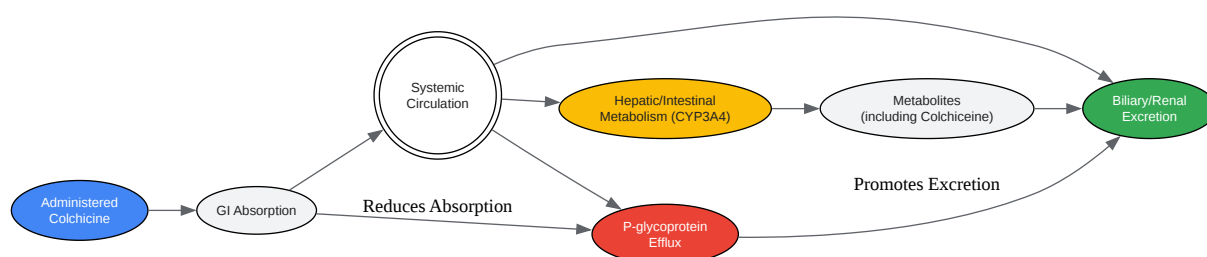 Systemic
Circulation
Hepatic/Intestinal
Metabolism (CYP3A4)
Metabolites
(including Colchiceine)
Biliary/Renal
Excretion
Administered
Colchicine
GI Absorption
Reduces Absorption
P-glycoprotein
Efflux
Promotes Excretion